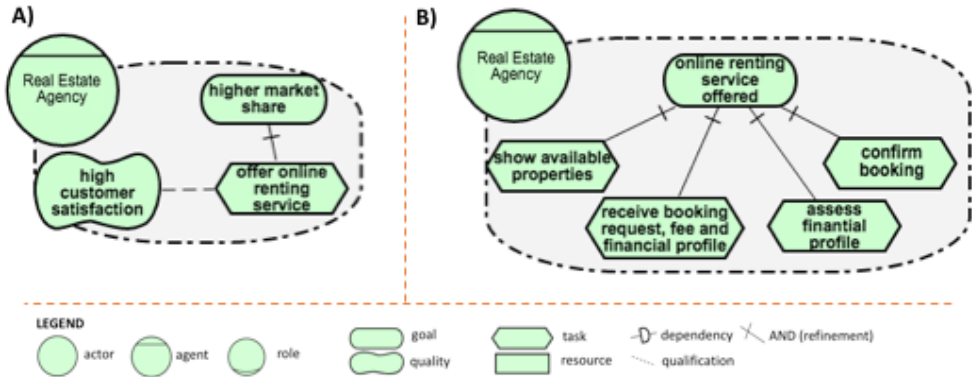 A)
Real Estate
Agency
higher market
share
high
customer
satisfaction
offer online
renting
service
B)
Real Estate
Agency
online renting
service
offered
show available
properties
receive booking
request, fee and
financial profile
assess
finantial
profile
confirm
booking
LEGEND
actor
agent
role
goal
quality
task
resource
dependency
qualification
AND (refinement)